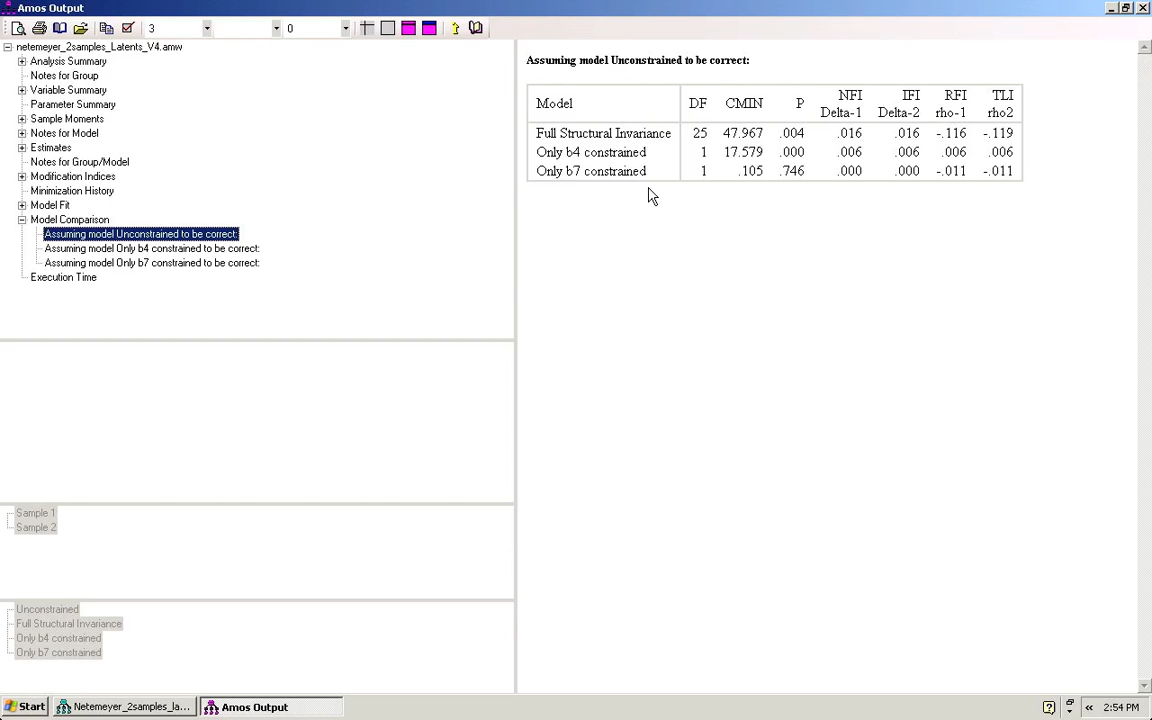 Amos Output
3 0
netemeyer_2samples_Latents_V4.amw
Analysis Summary
Notes for Group
Variable Summary
Parameter Summary
Sample Moments
Notes for Model
Estimates
Notes for Group/Model
Modification Indices
Minimization History
Model Fit
Model Comparison
Assuming model Unconstrained to be correct:
Assuming model Only b4 constrained to be correct:
Assuming model Only b7 constrained to be correct:
Execution Time
Sample 1
Sample 2
Unconstrained
Full Structural Invariance
Only b4 constrained
Only b7 constrained
Assuming model Unconstrained to be correct:
Model DF CMIN P NFI Delta-1 IFI Delta-2 RFI rho-1 TLI rho2
Full Structural Invariance 25 47.967 .004 .016 .016 -.116 -.119
Only b4 constrained 1 17.579 .000 .006 .006 .006 .006
Only b7 constrained 1 .105 .746 .000 .000 -.011 -.011
Start Netemeyer_2samples_la... Amos Output « 2:54 PM